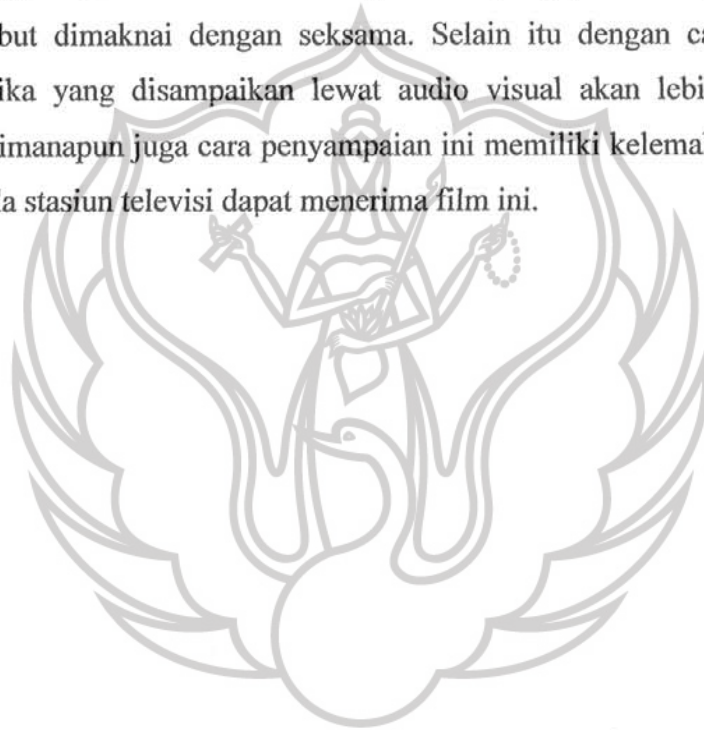 but dimaknai dengan seksama. Selain itu dengan ca
ika yang disampaikan lewat audio visual akan lebi
imanapun juga cara penyampaian ini memiliki kelemal
a stasiun televisi dapat menerima film ini.